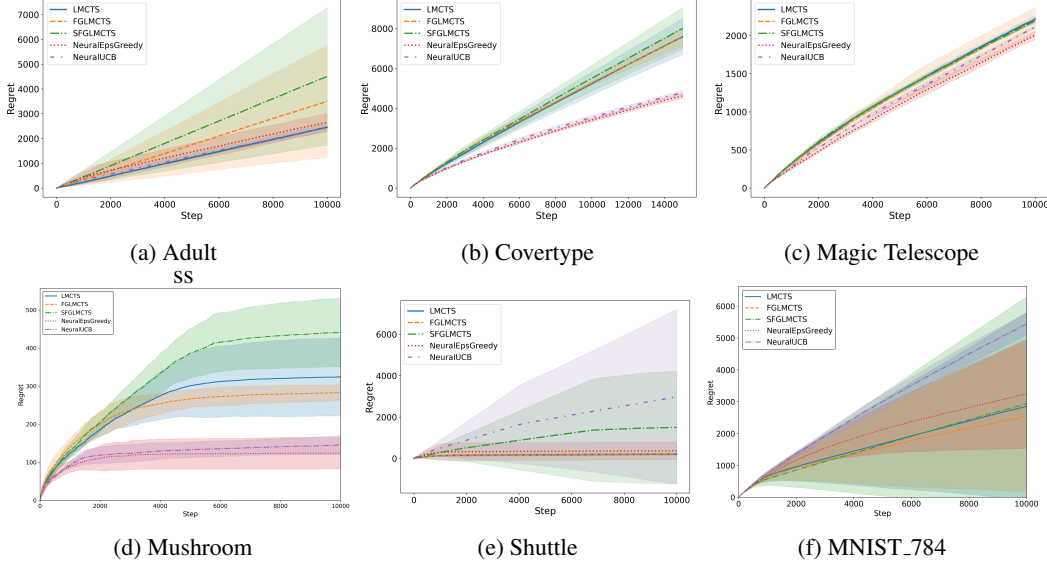 LMCTS
FGLMCTS
SFGLMCTS
NeuralEpsGreedy
NeuralUCB
Regret
7000
6000
5000
4000
3000
2000
1000
0
0 2000 4000 6000 8000 10000
Step
(a) Adult
LMCTS
FGLMCTS
SFGLMCTS
NeuralEpsGreedy
NeuralUCB
Regret
8000
6000
4000
2000
0
0 2000 4000 6000 8000 10000 12000 14000
Step
(b) Covertype
LMCTS
FGLMCTS
SFGLMCTS
NeuralEpsGreedy
NeuralUCB
Regret
2000
1500
1000
500
0
0 2000 4000 6000 8000 10000
Step
(c) Magic Telescope
ss
LMCTS
FGLMCTS
SFGLMCTS
NeuralEpsGreedy
NeuralUCB
Regret
500
400
300
200
100
0
0 2000 4000 6000 8000 10000
Step
(d) Mushroom
LMCTS
FGLMCTS
SFGLMCTS
NeuralEpsGreedy
NeuralUCB
Regret
6000
4000
2000
0
0 2000 4000 6000 8000 10000
Step
(e) Shuttle
LMCTS
FGLMCTS
SFGLMCTS
NeuralEpsGreedy
NeuralUCB
Regret
6000
5000
4000
3000
2000
1000
0
2000 4000 6000 8000 10000
Step
(f) MNIST_784